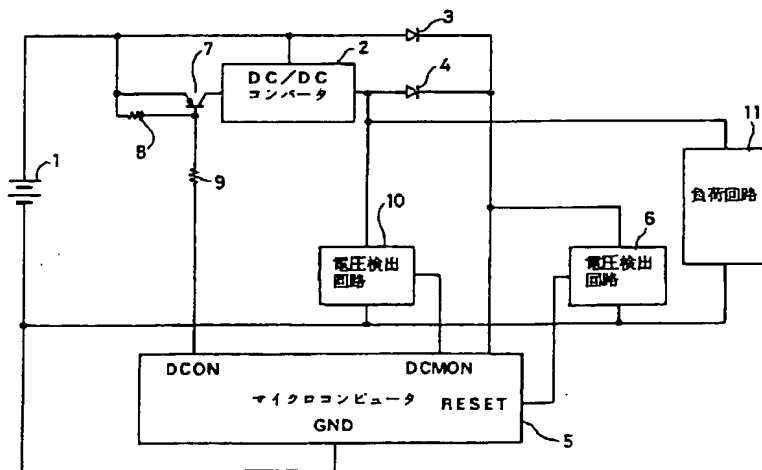 3
7
2
DC/DC
コンバータ
4
11
8
1
9
負荷回路
10
6
電圧検出
回路
電圧検出
回路
DCON
DCMON
マイクロコンピュータ
RESET
GND
5